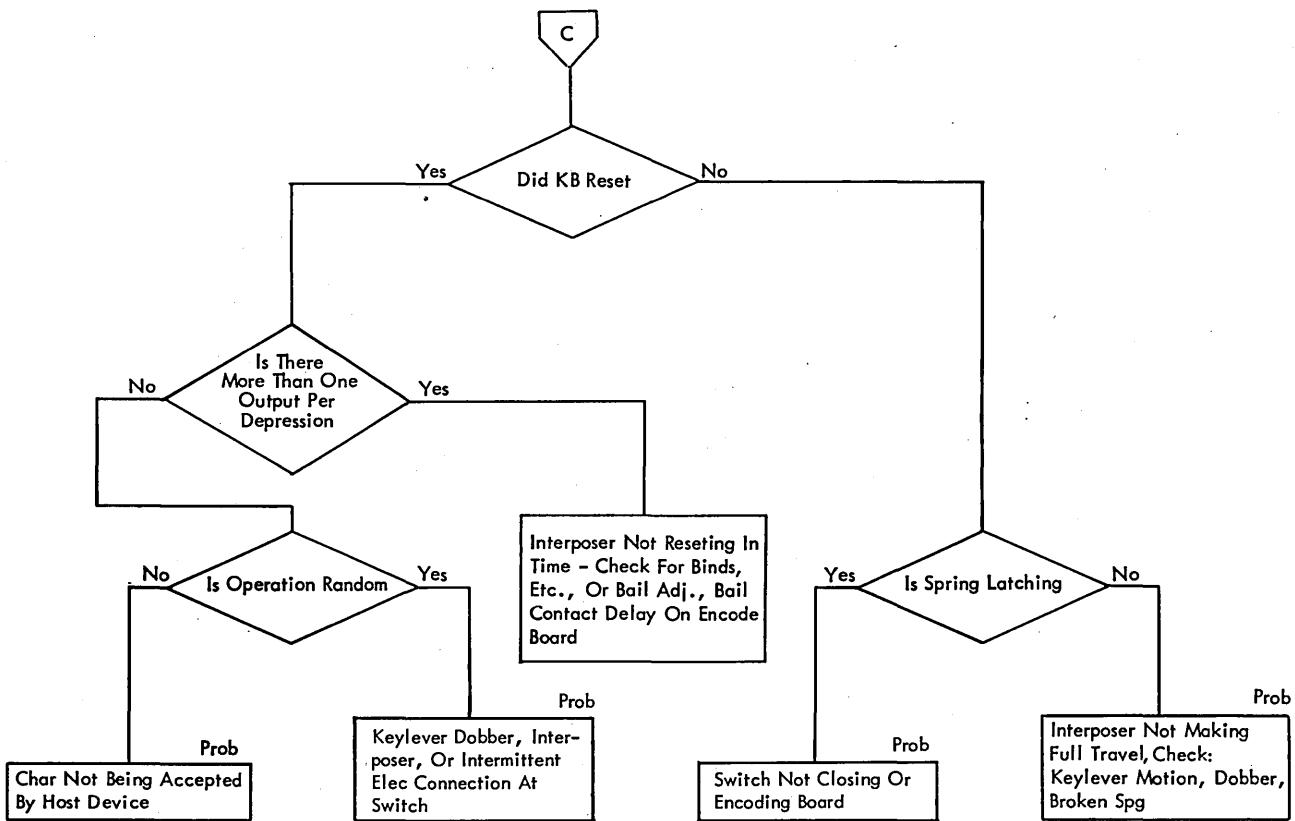 C
Did KB Reset
Yes
No
Is There
More Than One
Output Per
Depression
No
Yes
Interposer Not Reseting In
Time - Check For Binds,
Etc., Or Bail Adj., Bail
Contact Delay On Encode
Board
Is Operation Random
No
Yes
Is Spring Latching
Yes
No
Prob
Char Not Being Accepted
By Host Device
Prob
Keylever Dobber, Inter-
poser, Or Intermittent
Elec Connection At
Switch
Prob
Switch Not Closing Or
Encoding Board
Prob
Interposer Not Making
Full Travel, Check:
Keylever Motion, Dobber,
Broken Spg